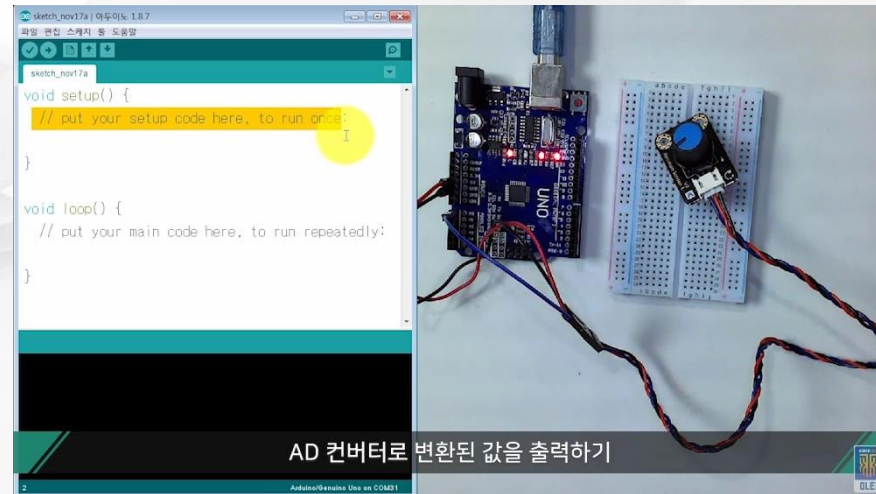 sketch_nov17a | 아두이노 1.8.7
파일 편집 스케치 툴 도움말
sketch_nov17a
void setup() {
// put your setup code here, to run once:
}
void loop() {
// put your main code here, to run repeatedly:
}
UNO
AD 컨버터로 변환된 값을 출력하기
2
Arduino/Genuino Uno on COM31